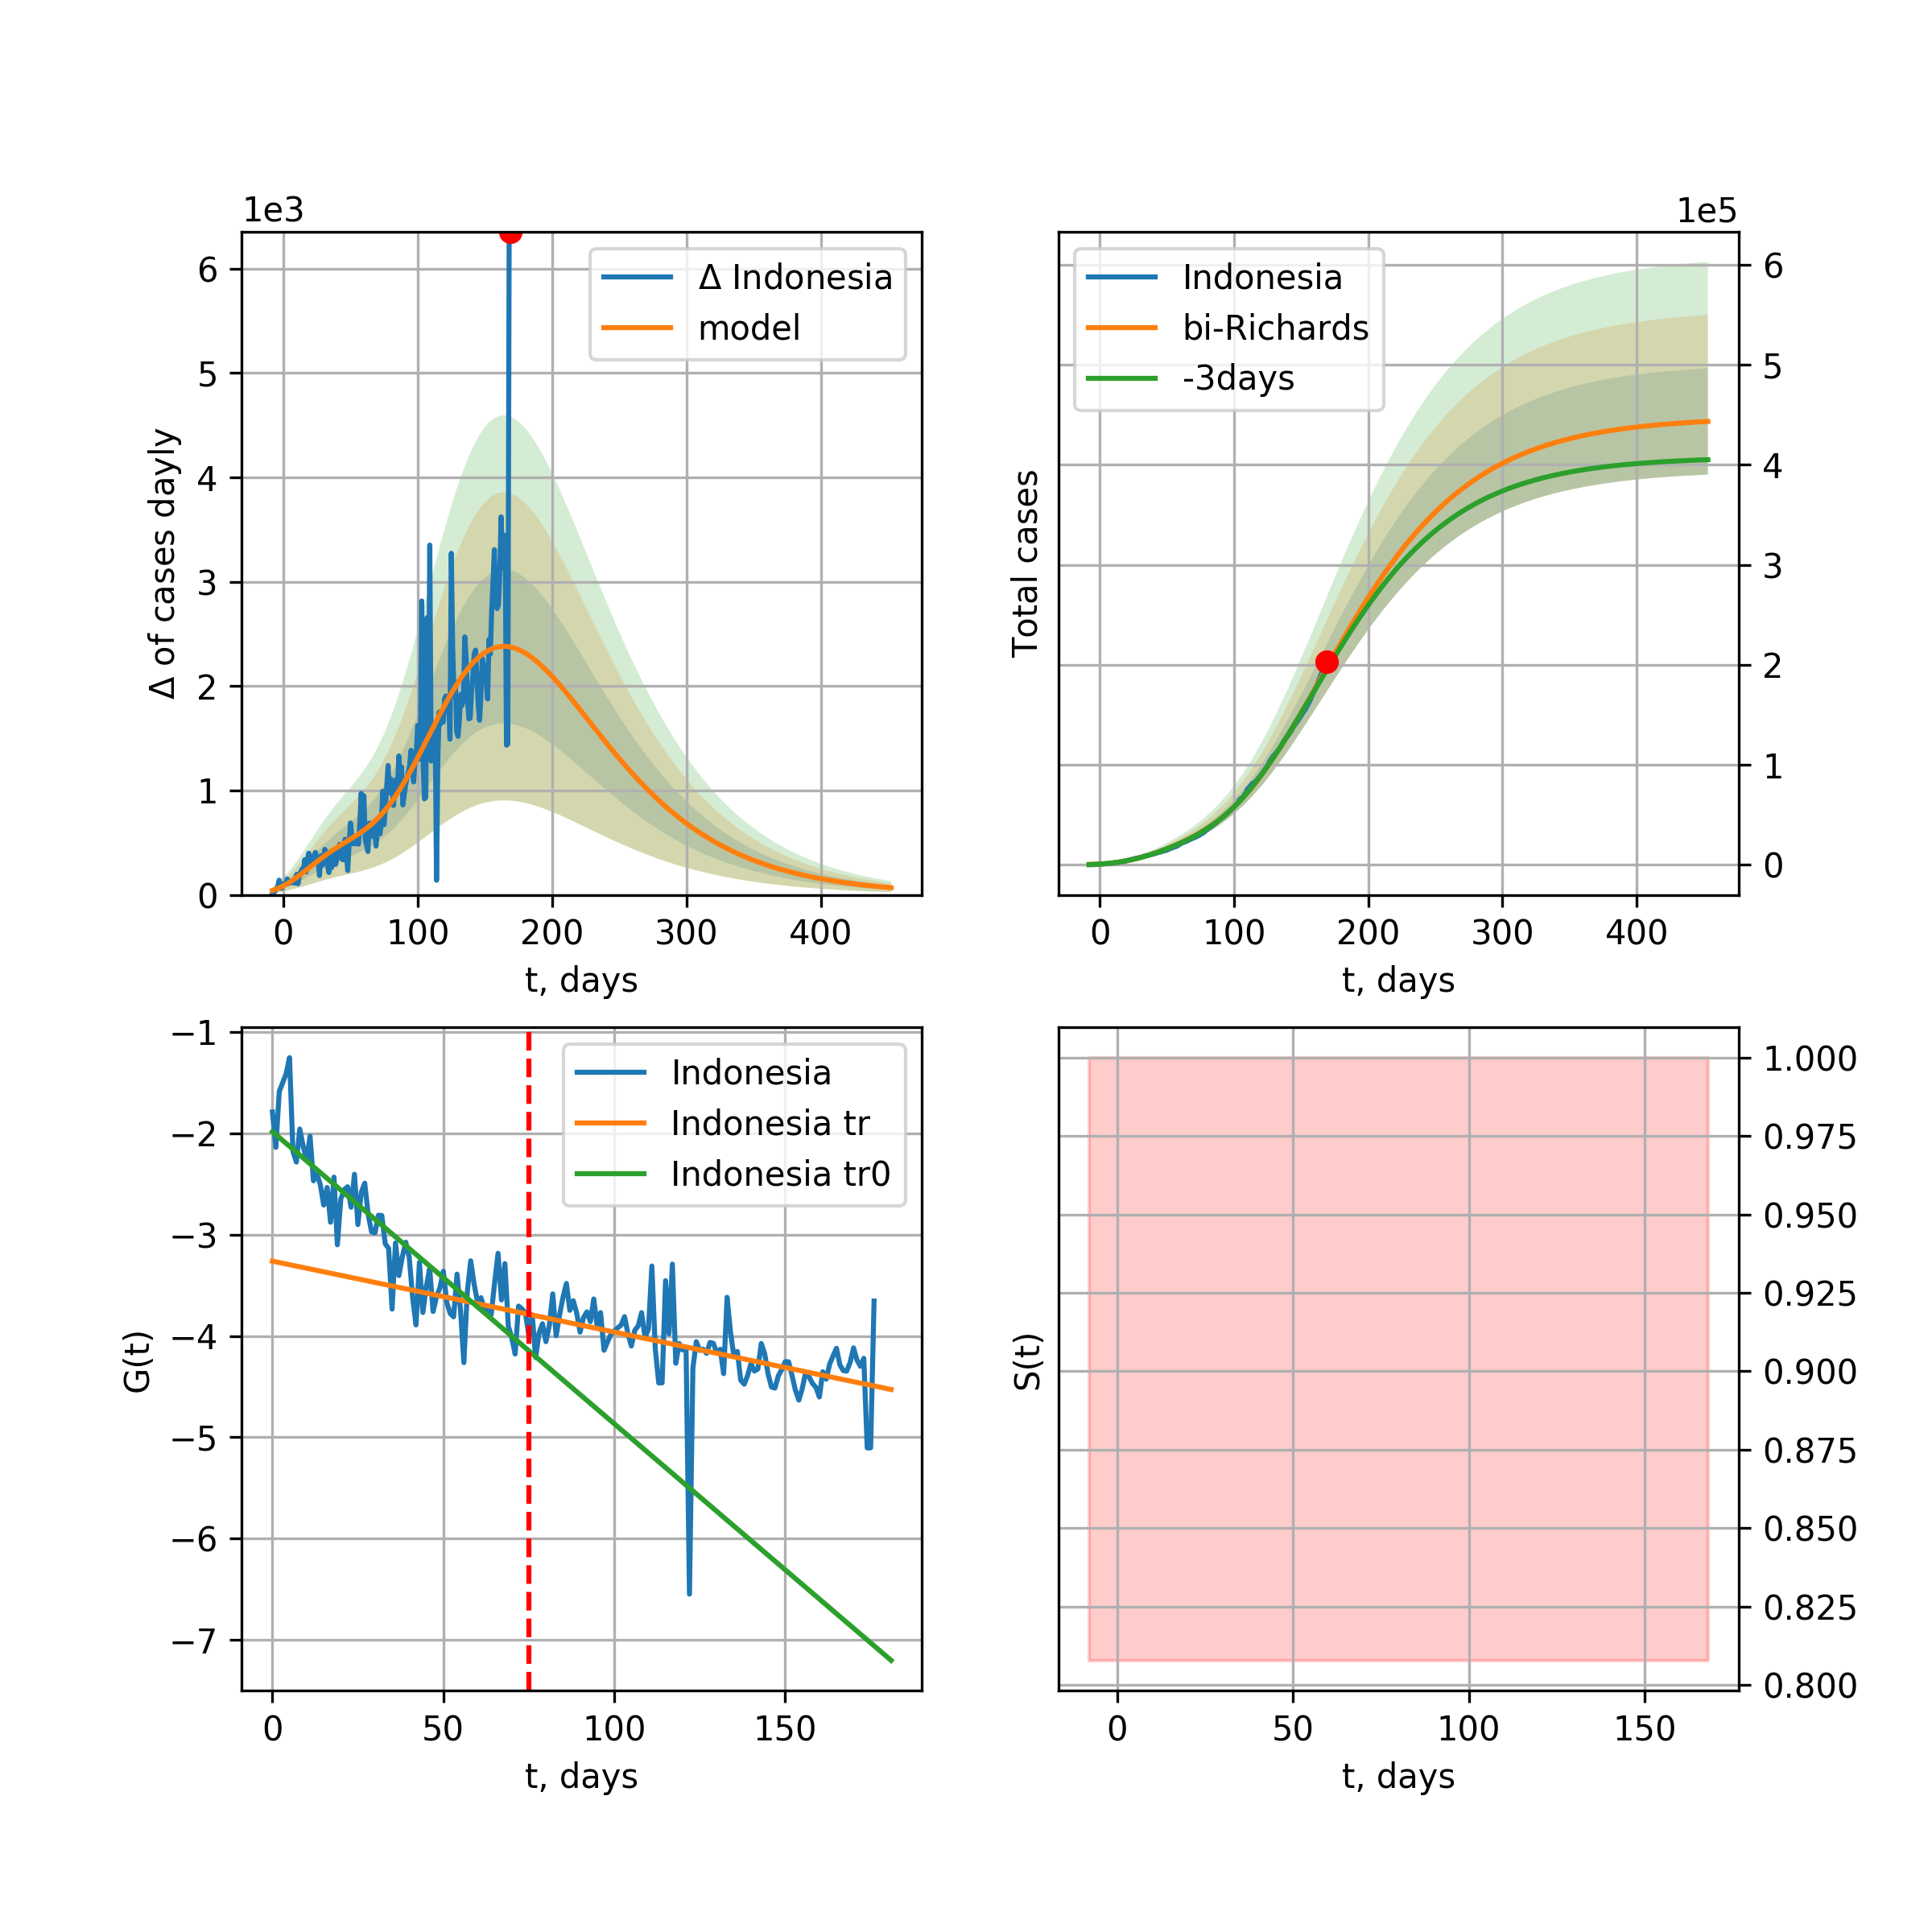 1e3
6
5
4
3
2
1
0
Δ of cases dayly
Δ Indonesia
model
0 100 200 300 400
t, days
1e5
6
5
4
3
2
1
0
Total cases
Indonesia
bi-Richards
-3days
0 100 200 300 400
t, days
−1
−2
−3
−4
−5
−6
−7
G(t)
Indonesia
Indonesia tr
Indonesia tr0
0 50 100 150
t, days
S(t)
1.000
0.975
0.950
0.925
0.900
0.875
0.850
0.825
0.800
0 50 100 150
t, days